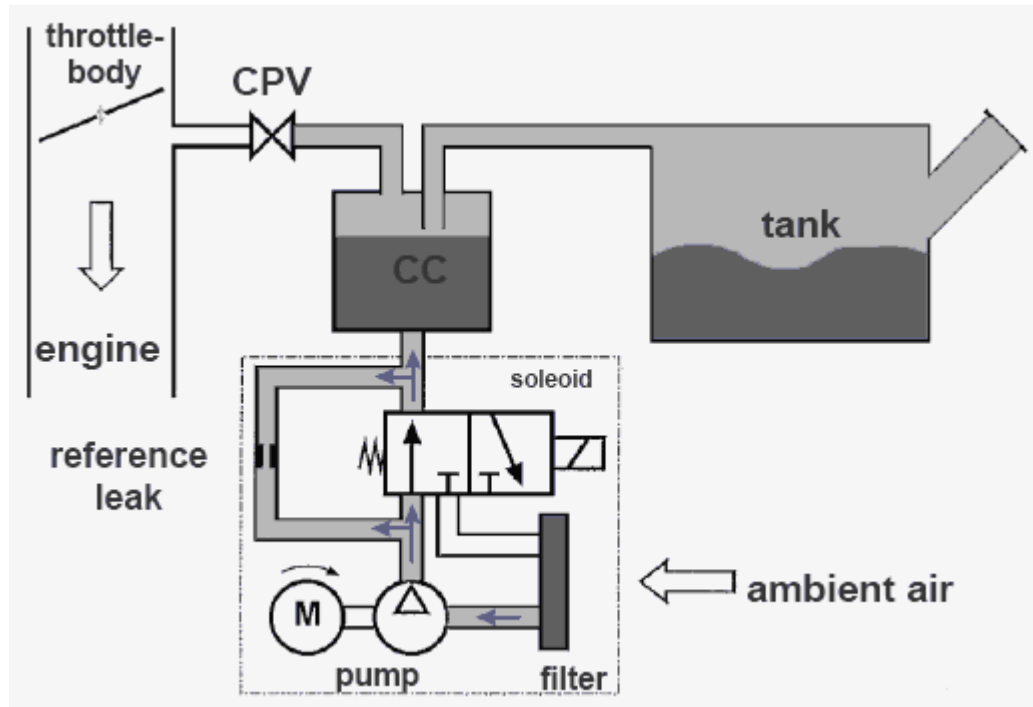 throttle-
body
CPV
tank
CC
engine
soleoid
reference
leak
ambient air
M
pump
filter